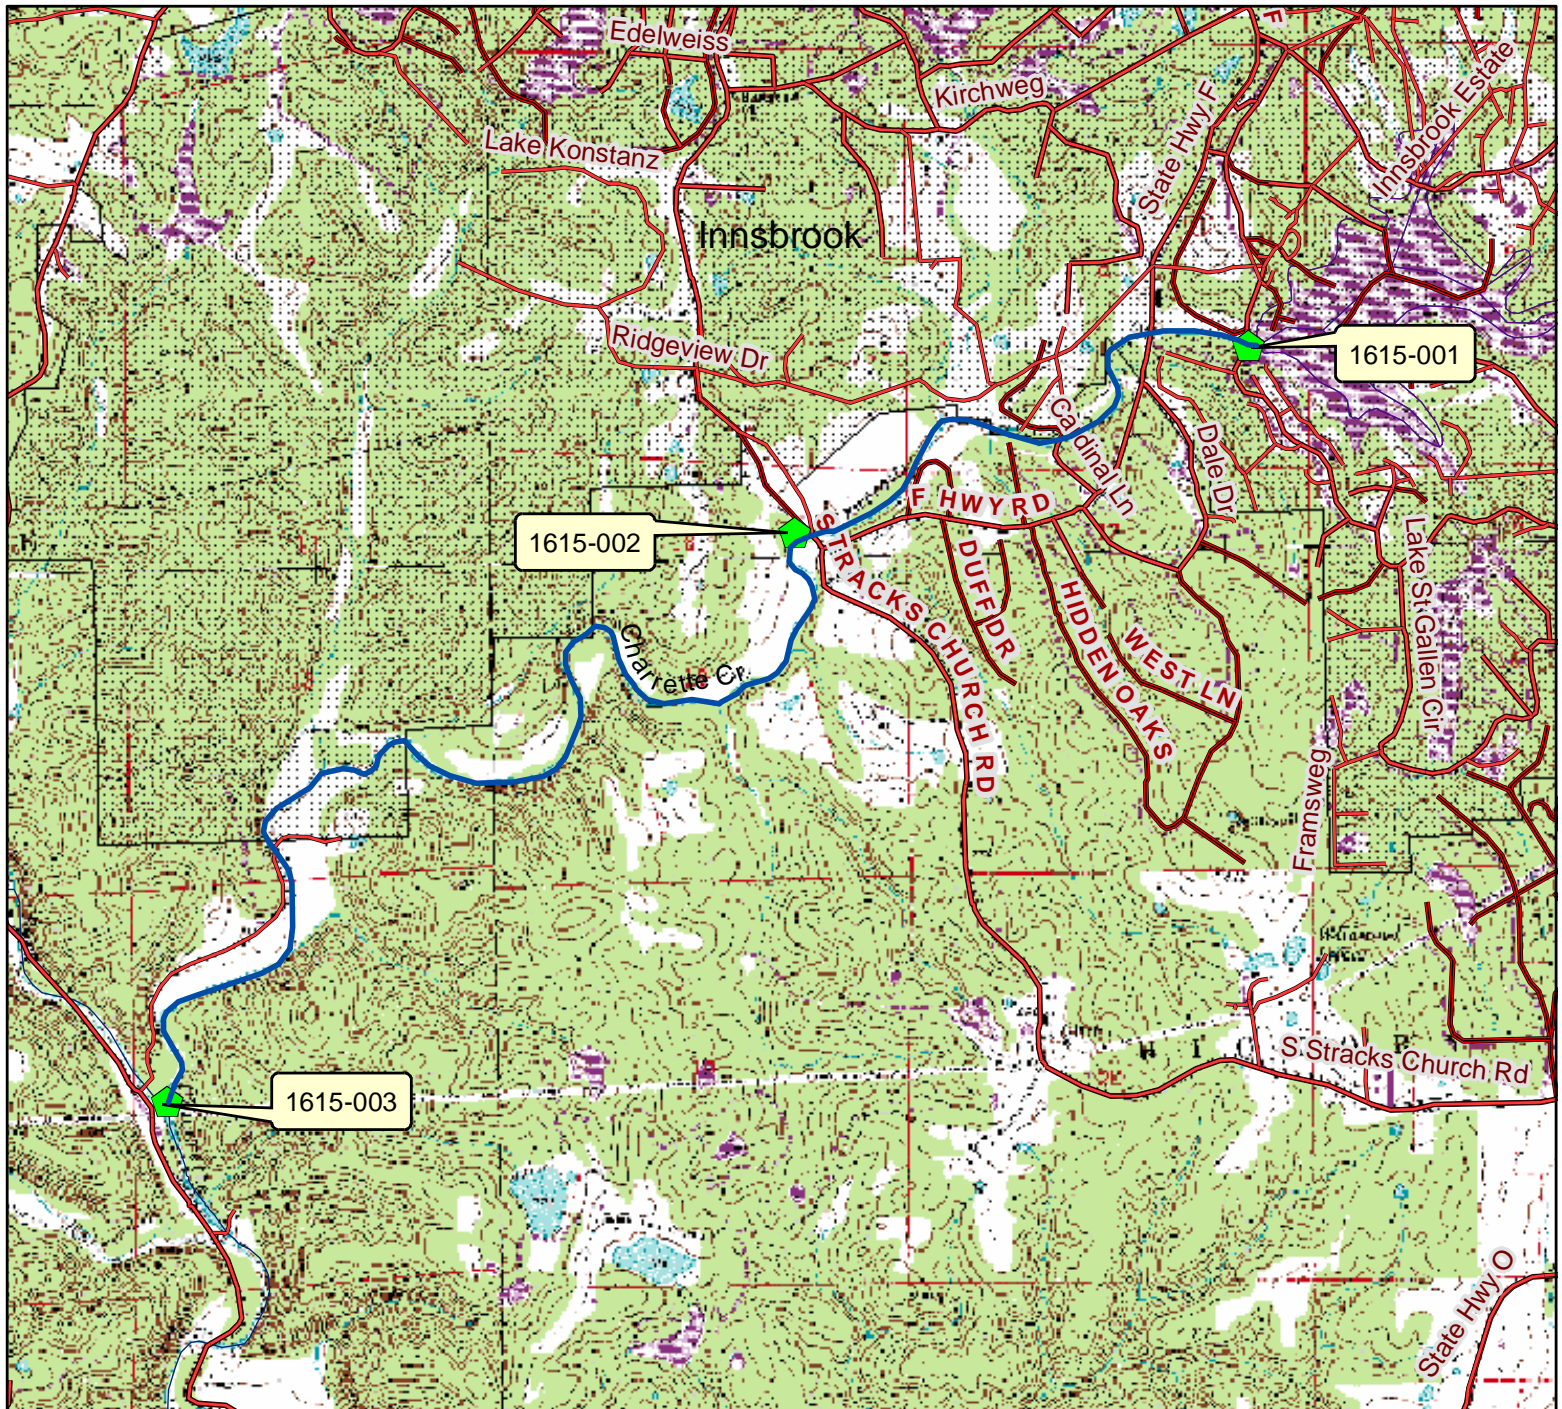 Edelweiss
F
Kirchweg
State Hwy F
Innsbrook Estate
Lake Konstanz
Innsbrook
Ridgeview Dr
1615-001
Cardinal Ln
Dale Dr
F HWY RD
1615-002
STRACKS CHURCH RD
DUFF DR
HIDDEN OAKS
WEST LN
Lake St Gallen Cir
Charrette Cr
Framsweg
S Stracks Church Rd
1615-003
State Hwy O